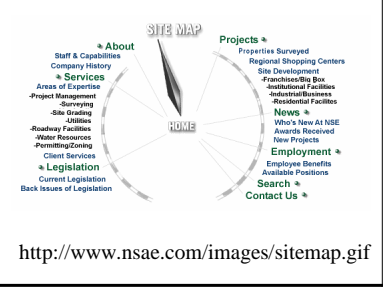 SITE MAP
About
Staff & Capabilities
Company History
Services
Areas of Expertise
-Project Management
-Surveying
-Site Grading
-Utilities
-Roadway Facilities
-Water Resources
-Permitting/Zoning
Client Services
Legislation
Current Legislation
Back Issues of Legislation
HOME
Projects
Properties Surveyed
Regional Shopping Centers
Site Development
-Franchises/Big Box
-Institutional Facilities
-Industrial/Business
-Residential Facilites
News
Who's New At NSE
Awards Received
New Projects
Employment
Employee Benefits
Available Positions
Search
Contact Us
http://www.nsae.com/images/sitemap.gif